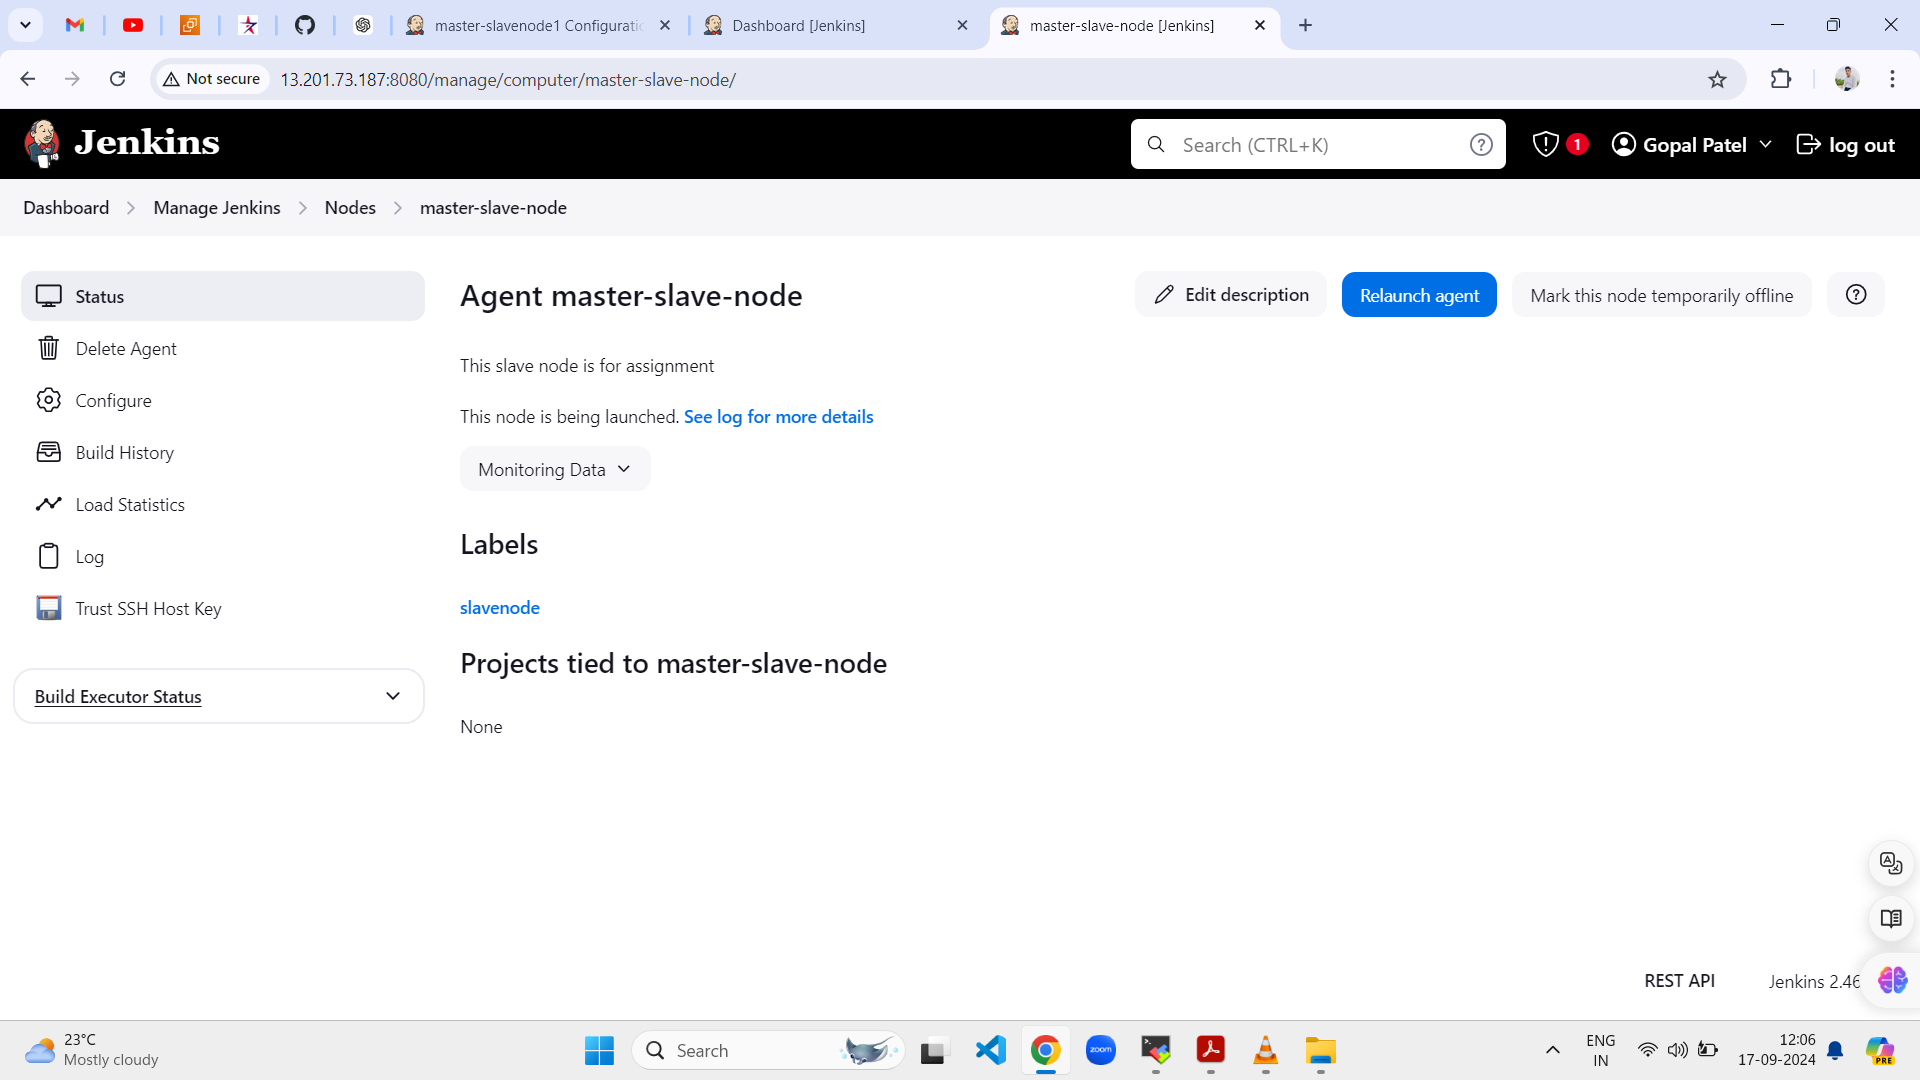 master-slavenode1 Configuratio
Dashboard [Jenkins]
master-slave-node [Jenkins]
Not secure
13.201.73.187:8080/manage/computer/master-slave-node/
Jenkins
Search (CTRL+K)
1
Gopal Patel
log out
Dashboard
Manage Jenkins
Nodes
master-slave-node
Status
Delete Agent
Configure
Build History
Load Statistics
Log
Trust SSH Host Key
Build Executor Status
Agent master-slave-node
Edit description
Relaunch agent
Mark this node temporarily offline
This slave node is for assignment
This node is being launched. See log for more details
Monitoring Data
Labels
slavenode
Projects tied to master-slave-node
None
REST API
Jenkins 2.46
23°C
Mostly cloudy
Search
zoom
ENG
IN
12:06
17-09-2024
PRE